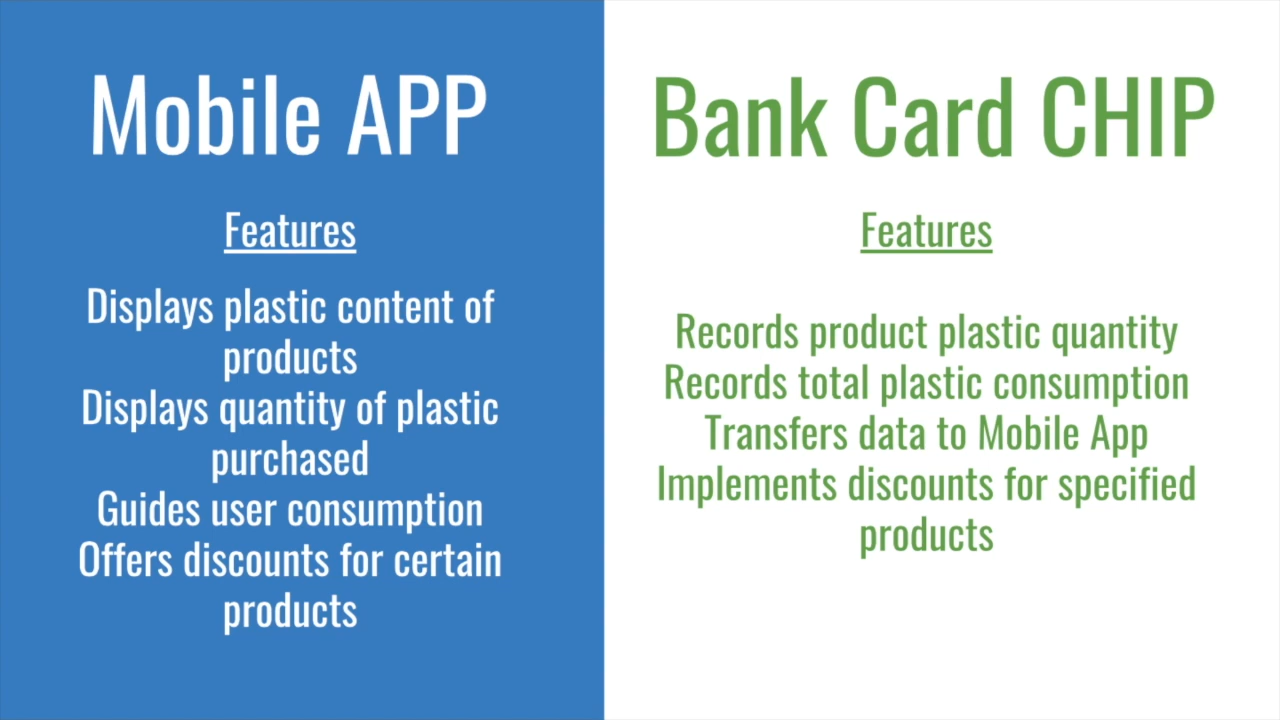 Mobile APP
Features
Displays plastic content of
products
Displays quantity of plastic
purchased
Guides user consumption
Offers discounts for certain
products
Bank Card CHIP
Features
Records product plastic quantity
Records total plastic consumption
Transfers data to Mobile App
Implements discounts for specified
products